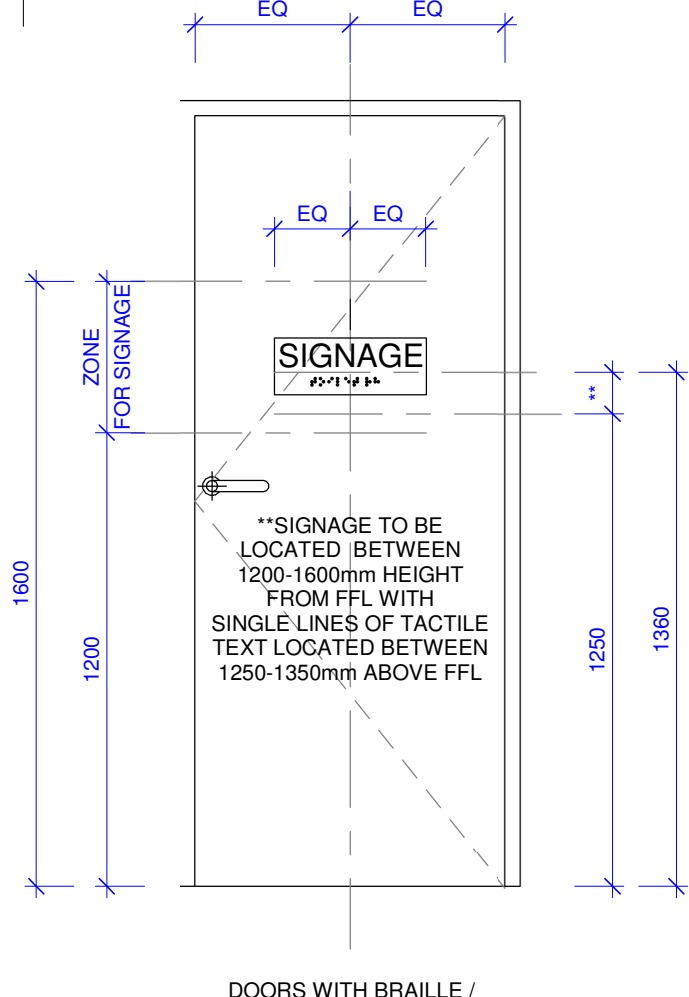 EQ EQ
EQ EQ
ZONE
FOR SIGNAGE
SIGNAGE
**
**SIGNAGE TO BE
LOCATED BETWEEN
1200-1600mm HEIGHT
FROM FFL WITH
SINGLE LINES OF TACTILE
TEXT LOCATED BETWEEN
1250-1350mm ABOVE FFL
1600
1200
1250
1360
DOORS WITH BRAILLE /